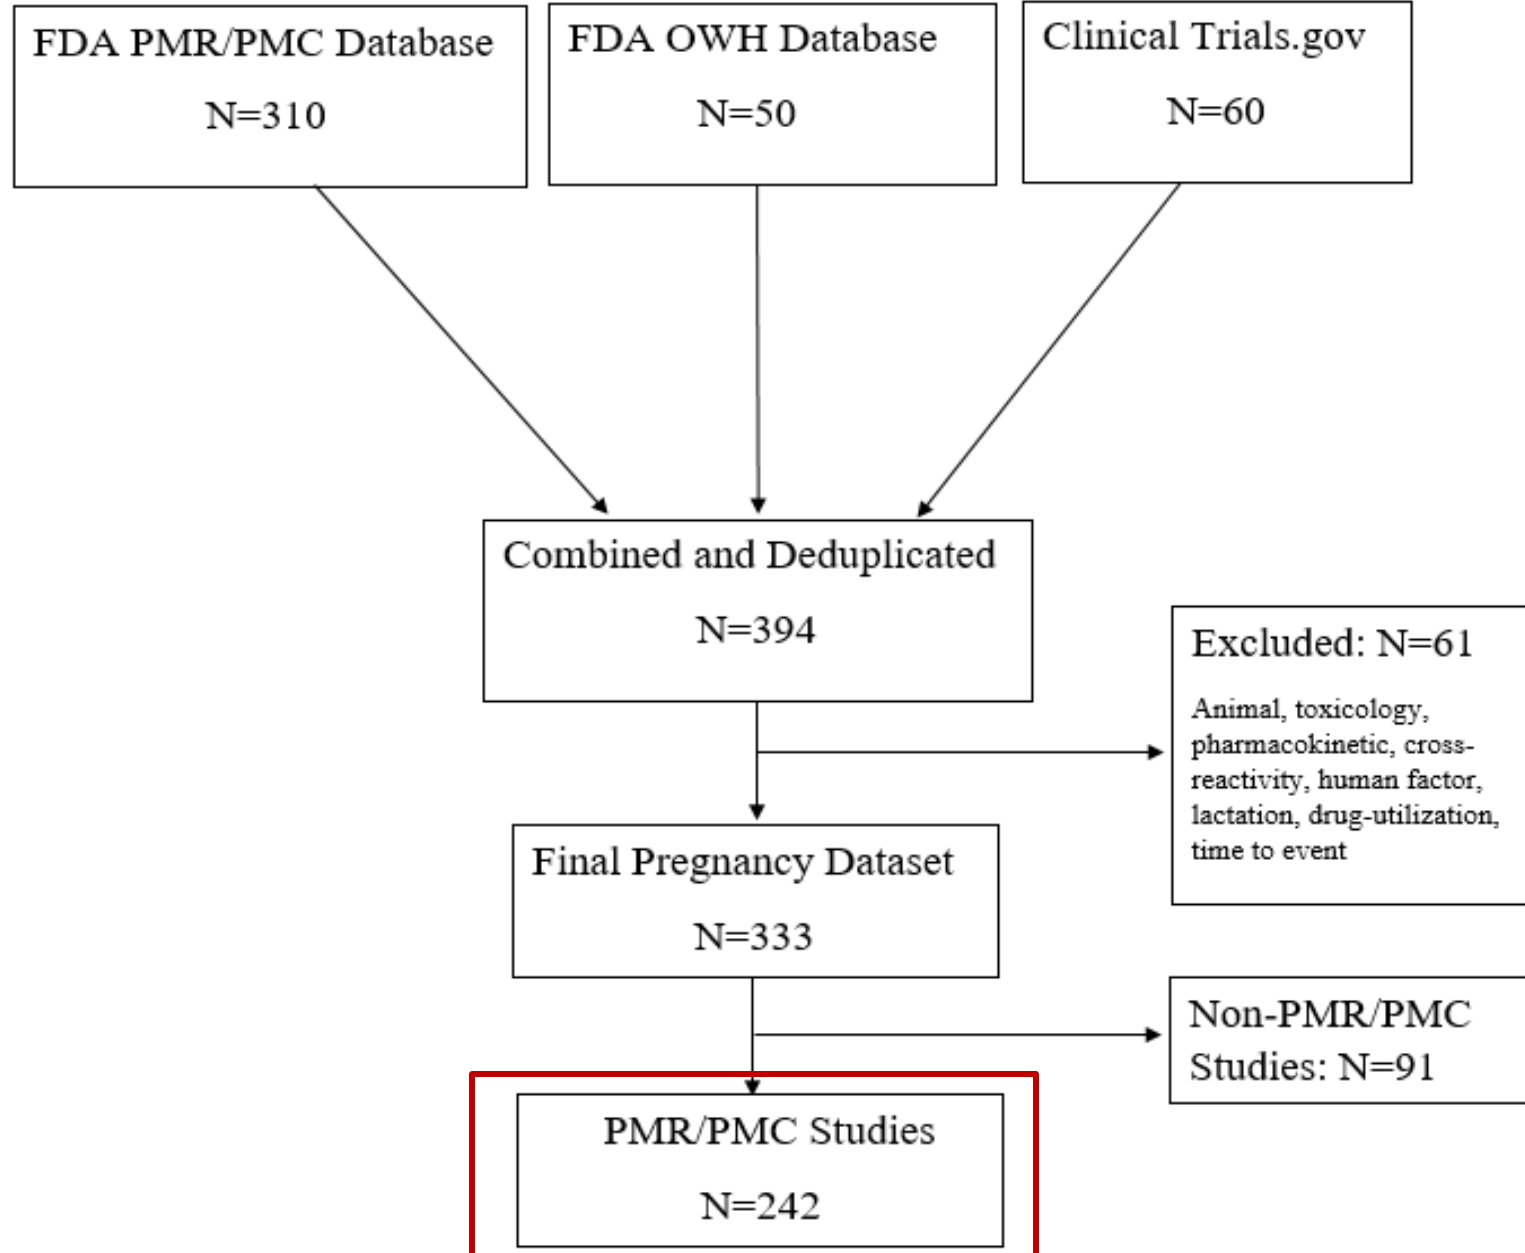 FDA PMR/PMC Database
N=310
FDA OWH Database
N=50
Clinical Trials.gov
N=60
Combined and Deduplicated
N=394
Excluded: N=61
Animal, toxicology,
pharmacokinetic, cross-
reactivity, human factor,
lactation, drug-utilization,
time to event
Final Pregnancy Dataset
N=333
Non-PMR/PMC
Studies: N=91
PMR/PMC Studies
N=242